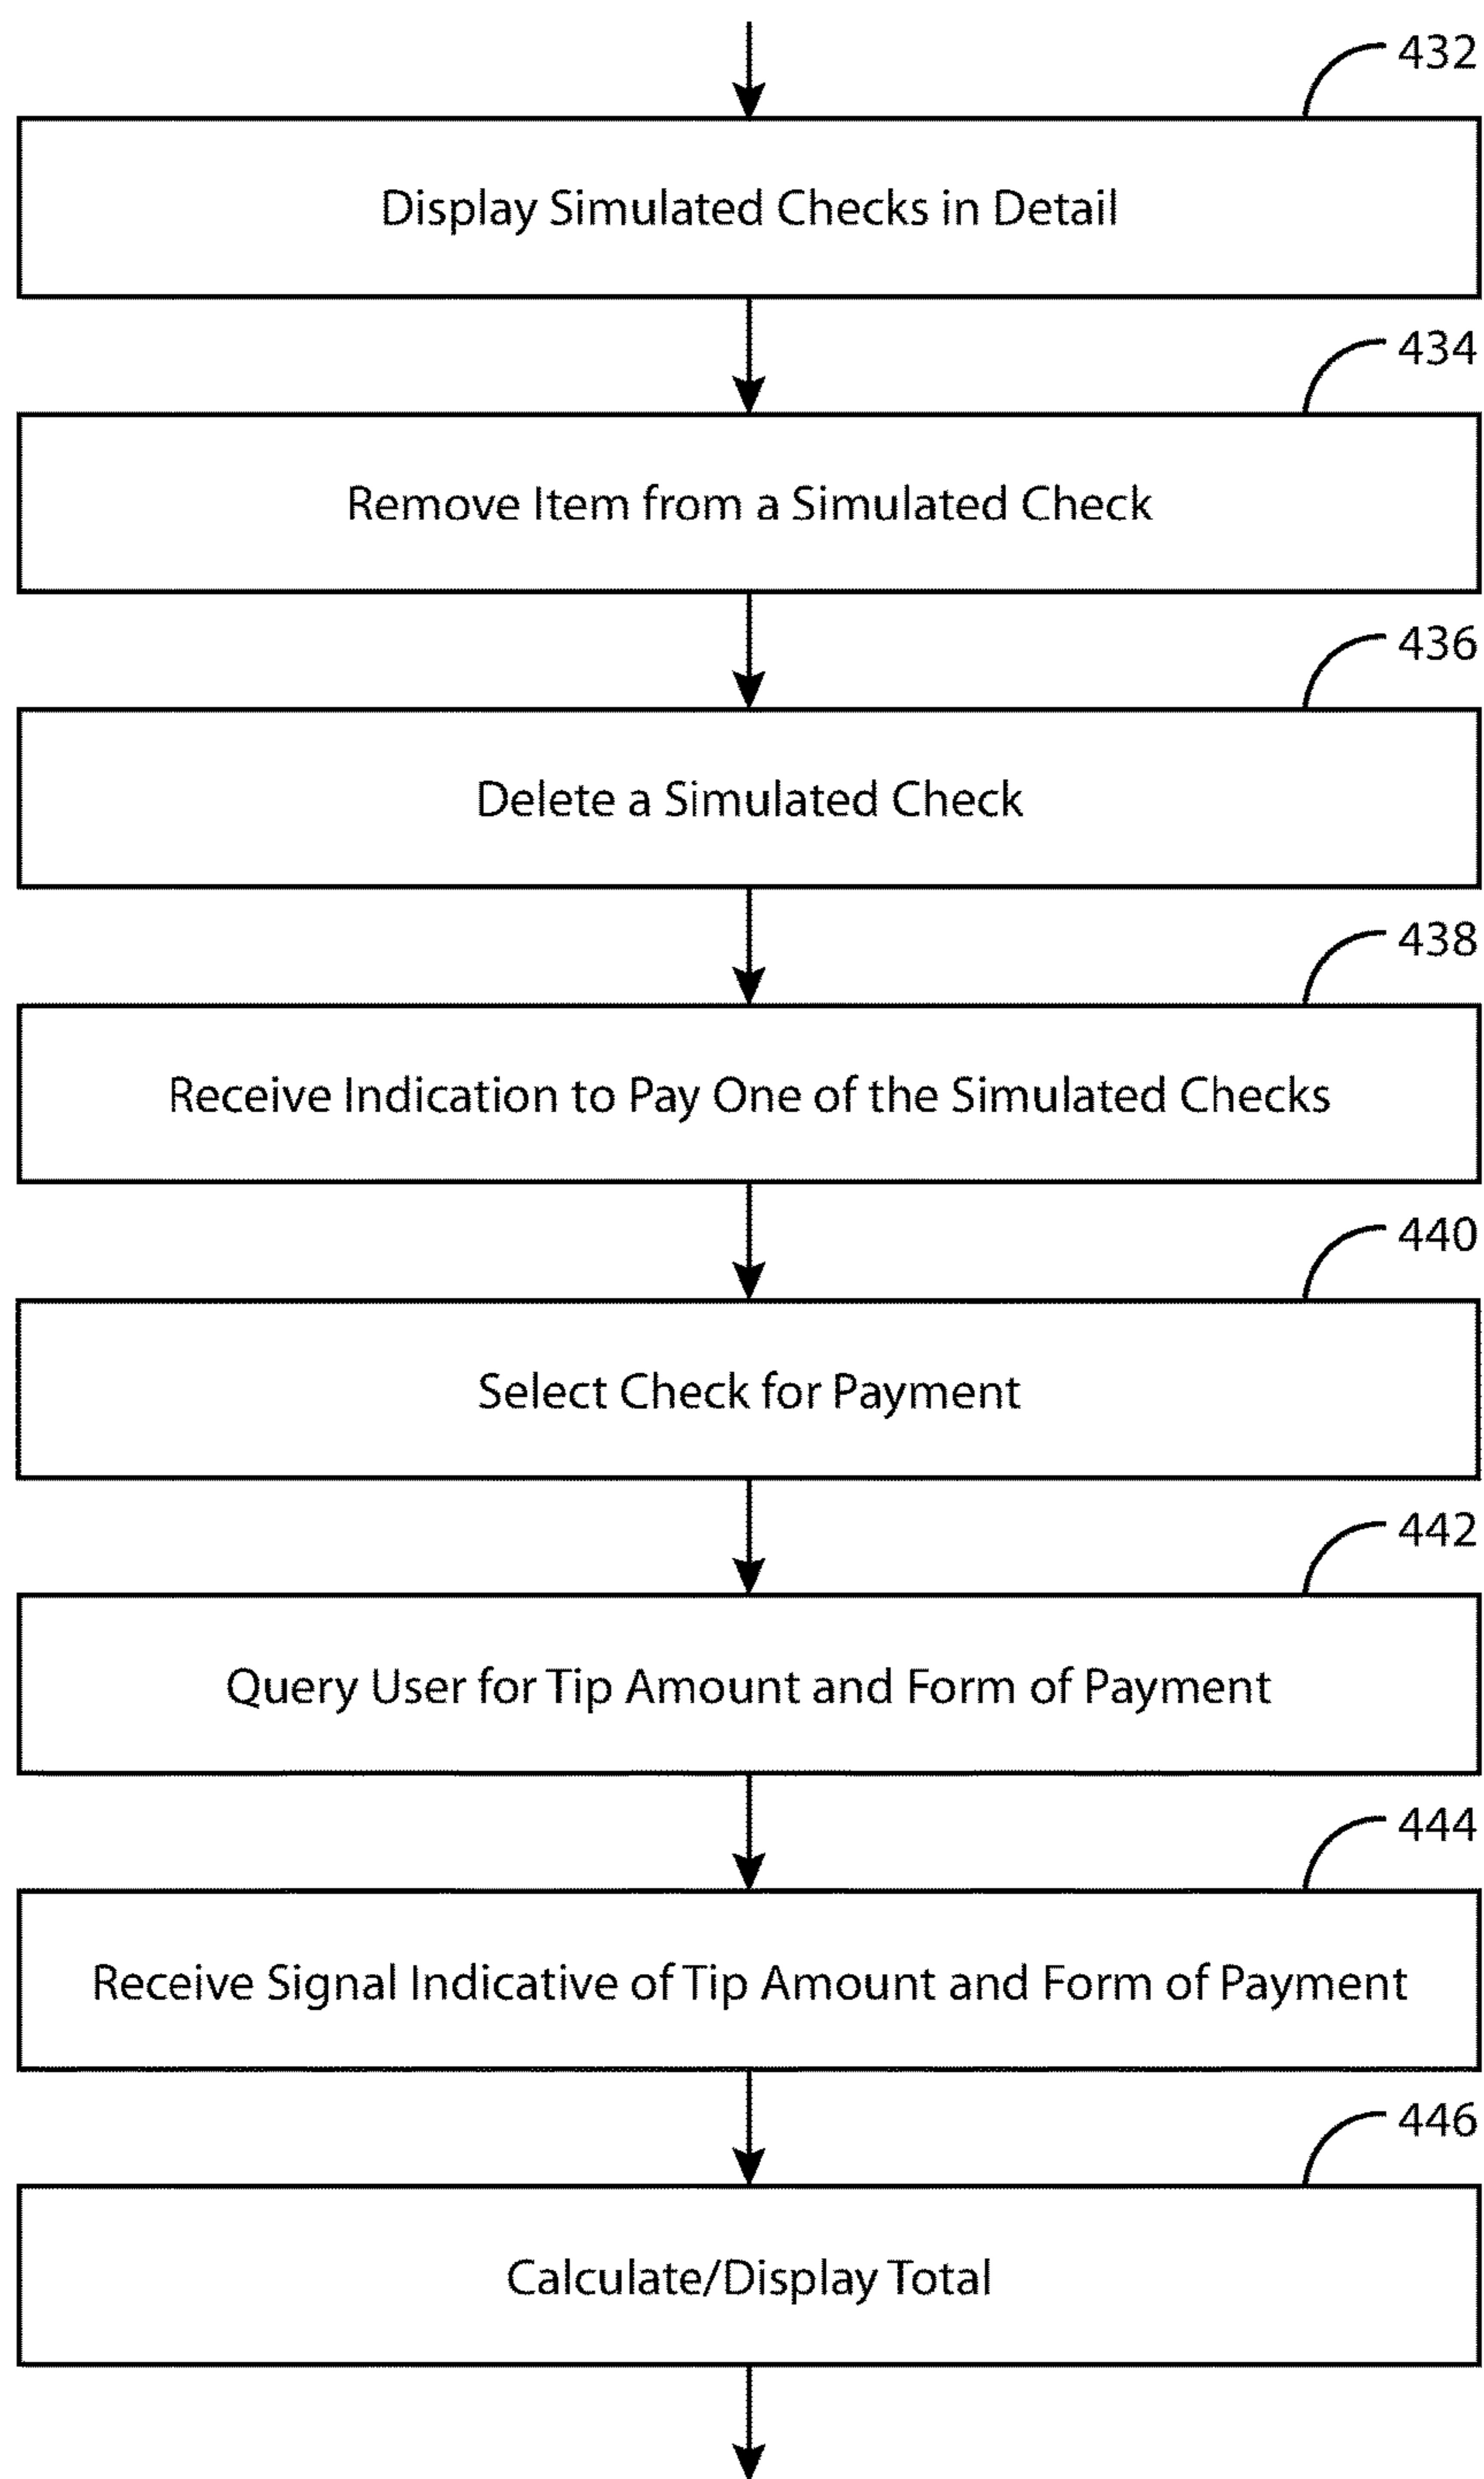 432
Display Simulated Checks in Detail
434
Remove Item from a Simulated Check
436
Delete a Simulated Check
438
Receive Indication to Pay One of the Simulated Checks
440
Select Check for Payment
442
Query User for Tip Amount and Form of Payment
444
Receive Signal Indicative of Tip Amount and Form of Payment
446
Calculate/Display Total